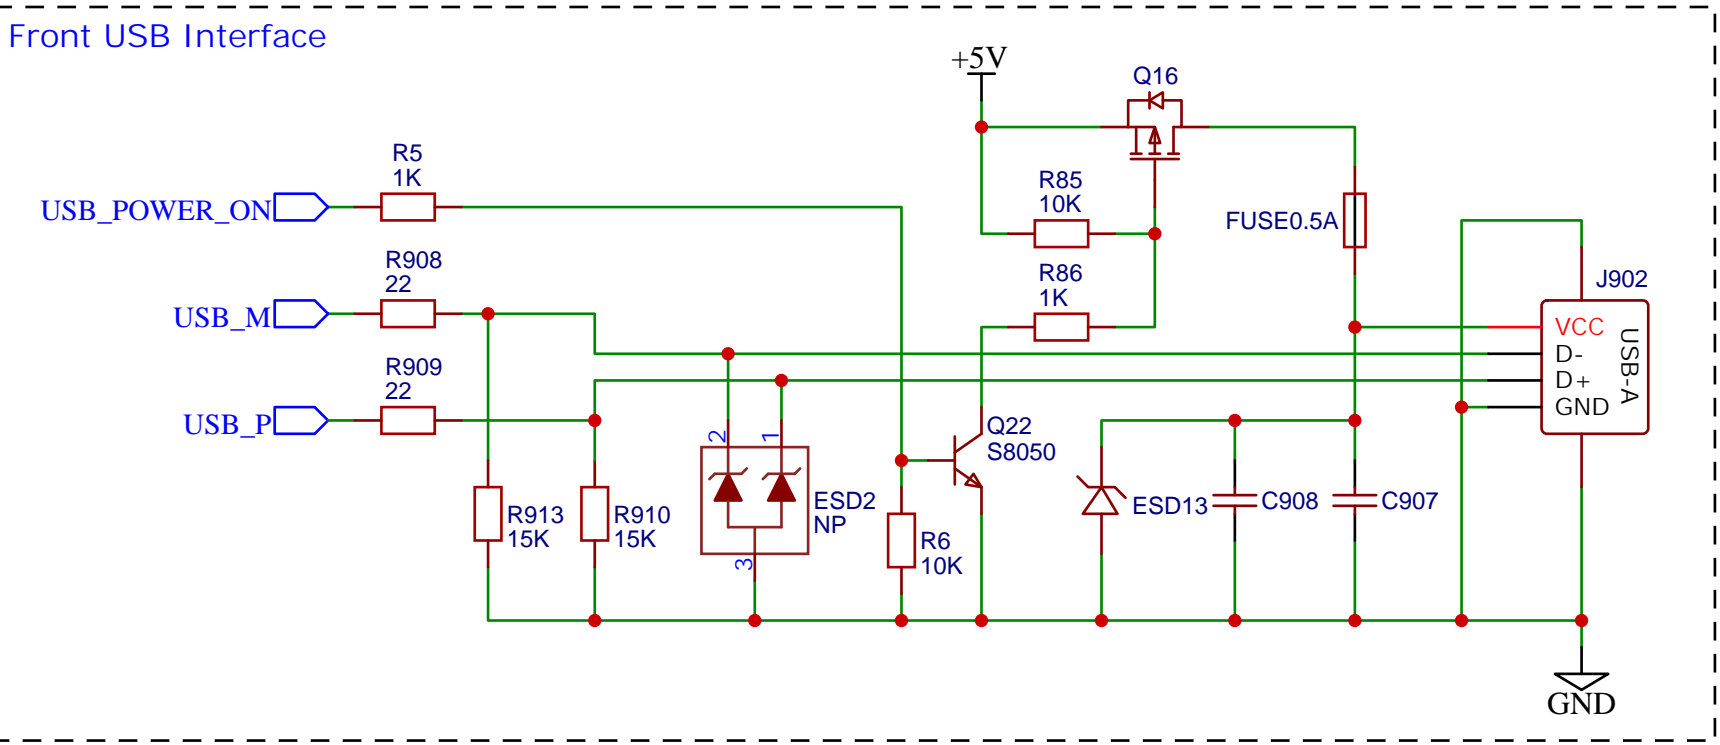 Front USB Interface
+5V
Q16
R5
1K
USB_POWER_ON
R85
10K
FUSE0.5A
R908
22
USB_M
R86
1K
J902
VCC
D-
D+
GND
USB-A
R909
22
USB_P
2
1
3
ESD2
NP
Q22
S8050
R913
15K
R910
15K
R6
10K
ESD13
C908
C907
GND